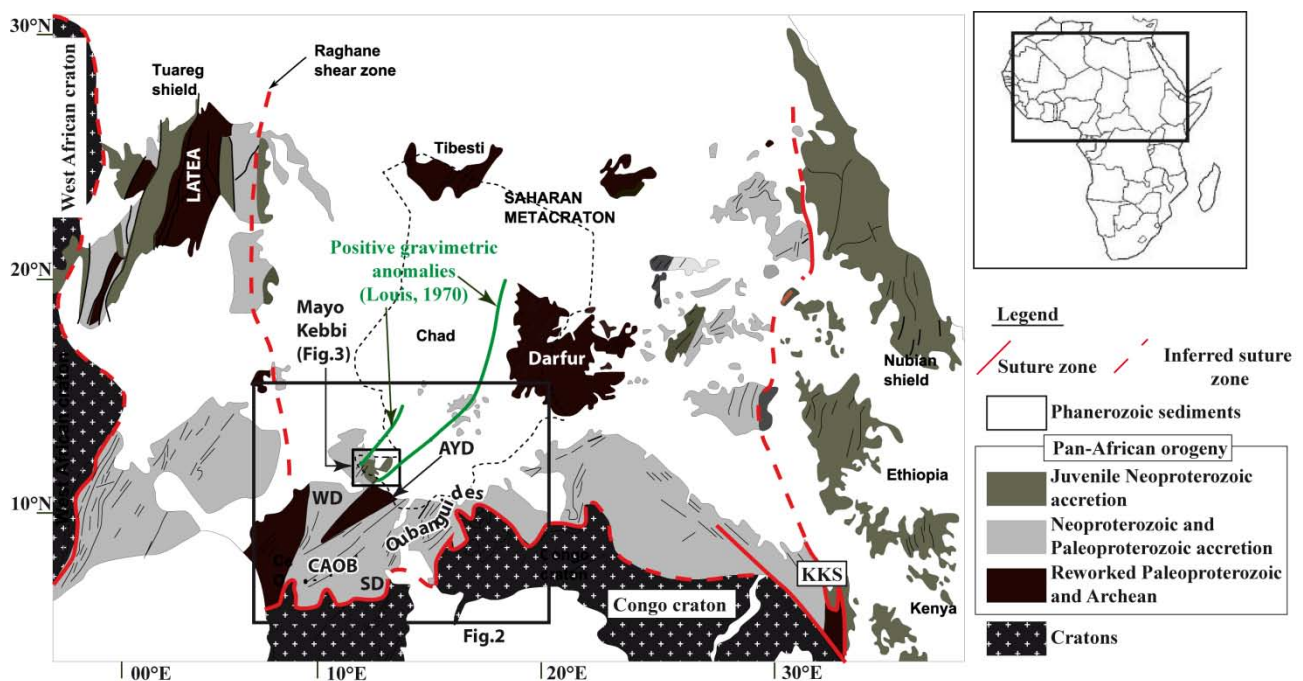 30°N
20°N
10°N
00°E
10°E
20°E
30°E
West African craton
Tuareg
shield
Raghane
shear zone
LATEA
Tibesti
SAHARAN
METACRATON
Positive gravimetric
anomalies
(Louis, 1970)
Mayo
Kebbi
(Fig.3)
Chad
Darfur
Nubian
shield
AYD
WD
Oubanguides
Ethiopia
CAOB
SD
KKS
Congo craton
Kenya
Fig.2
Legend
Suture zone
Inferred suture
zone
Phanerozoic sediments
Pan-African orogeny
Juvenile Neoproterozoic
accretion
Neoproterozoic and
Paleoproterozoic accretion
Reworked Paleoproterozoic
and Archean
Cratons